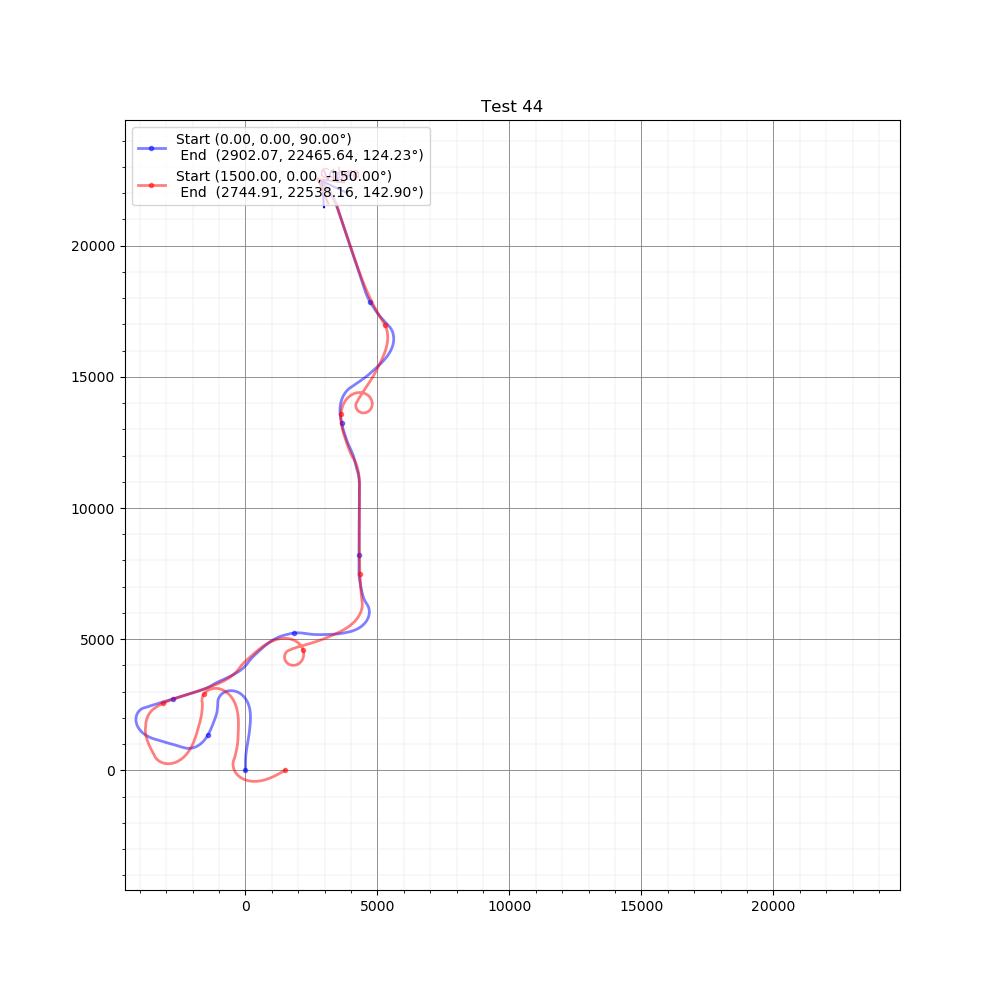 Test 44
Start (0.00, 0.00, 90.00°)
End (2902.07, 22465.64, 124.23°)
Start (1500.00, 0.00, -150.00°)
End (2744.91, 22538.16, 142.90°)
20000
15000
10000
5000
0
0 5000 10000 15000 20000